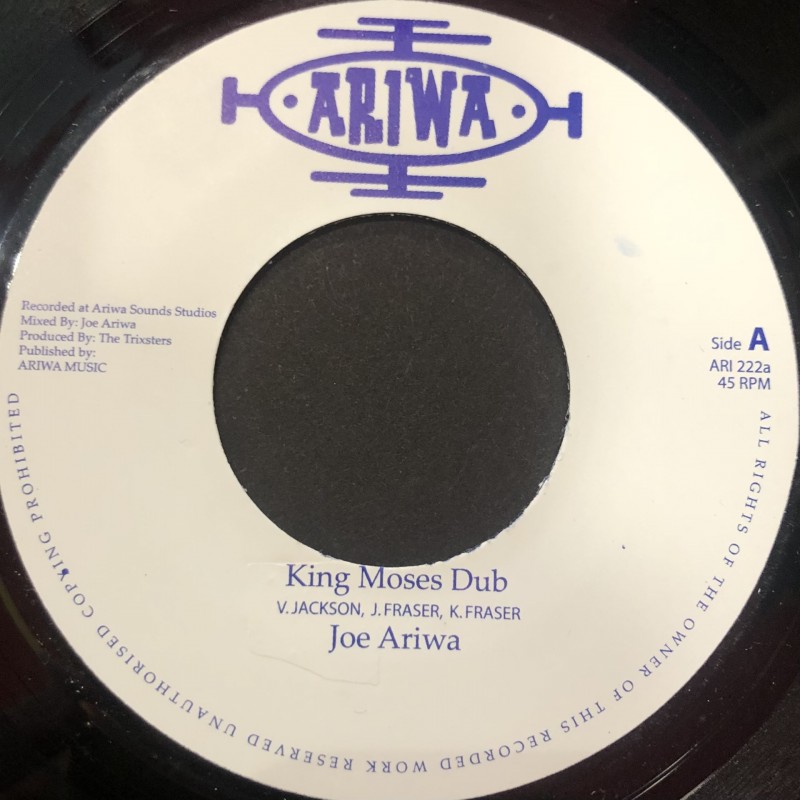 ARIWA
Recorded at Ariwa Sounds Studios
Mixed By: Joe Ariwa
Produced By: The Trixsters
Published by:
ARIWA MUSIC
Side A
ARI 222a
45 RPM
King Moses Dub
V. JACKSON, J. FRASER, K. FRASER
Joe Ariwa
ALL RIGHTS OF THE OWNER OF THIS RECORDED WORK RESERVED UNAUTHORISED COPYING PROHIBITED